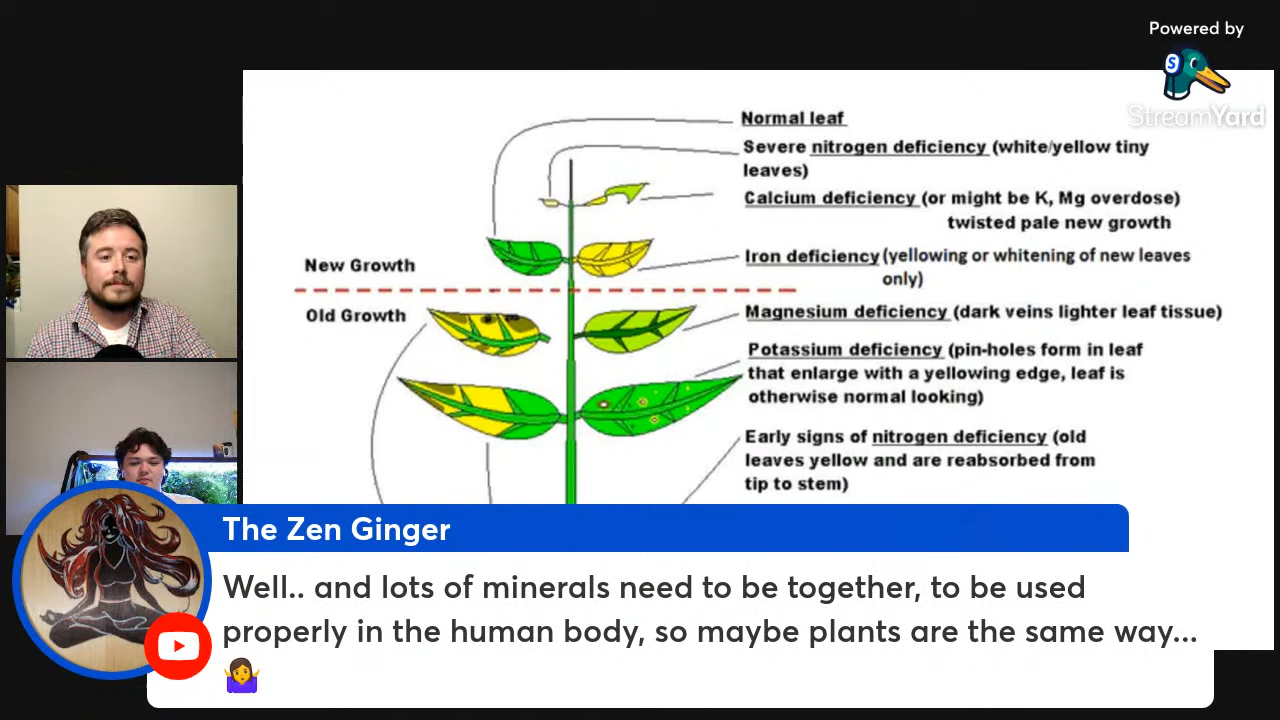 Powered by
StreamYard
Normal leaf
Severe nitrogen deficiency (white/yellow tiny
leaves)
Calcium deficiency (or might be K, Mg overdose)
twisted pale new growth
Iron deficiency (yellowing or whitening of new leaves
only)
New Growth
Old Growth
Magnesium deficiency (dark veins lighter leaf tissue)
Potassium deficiency (pin-holes form in leaf
that enlarge with a yellowing edge, leaf is
otherwise normal looking)
Early signs of nitrogen deficiency (old
leaves yellow and are reabsorbed from
tip to stem)
The Zen Ginger
Well.. and lots of minerals need to be together, to be used
properly in the human body, so maybe plants are the same way...
🤷‍♀️